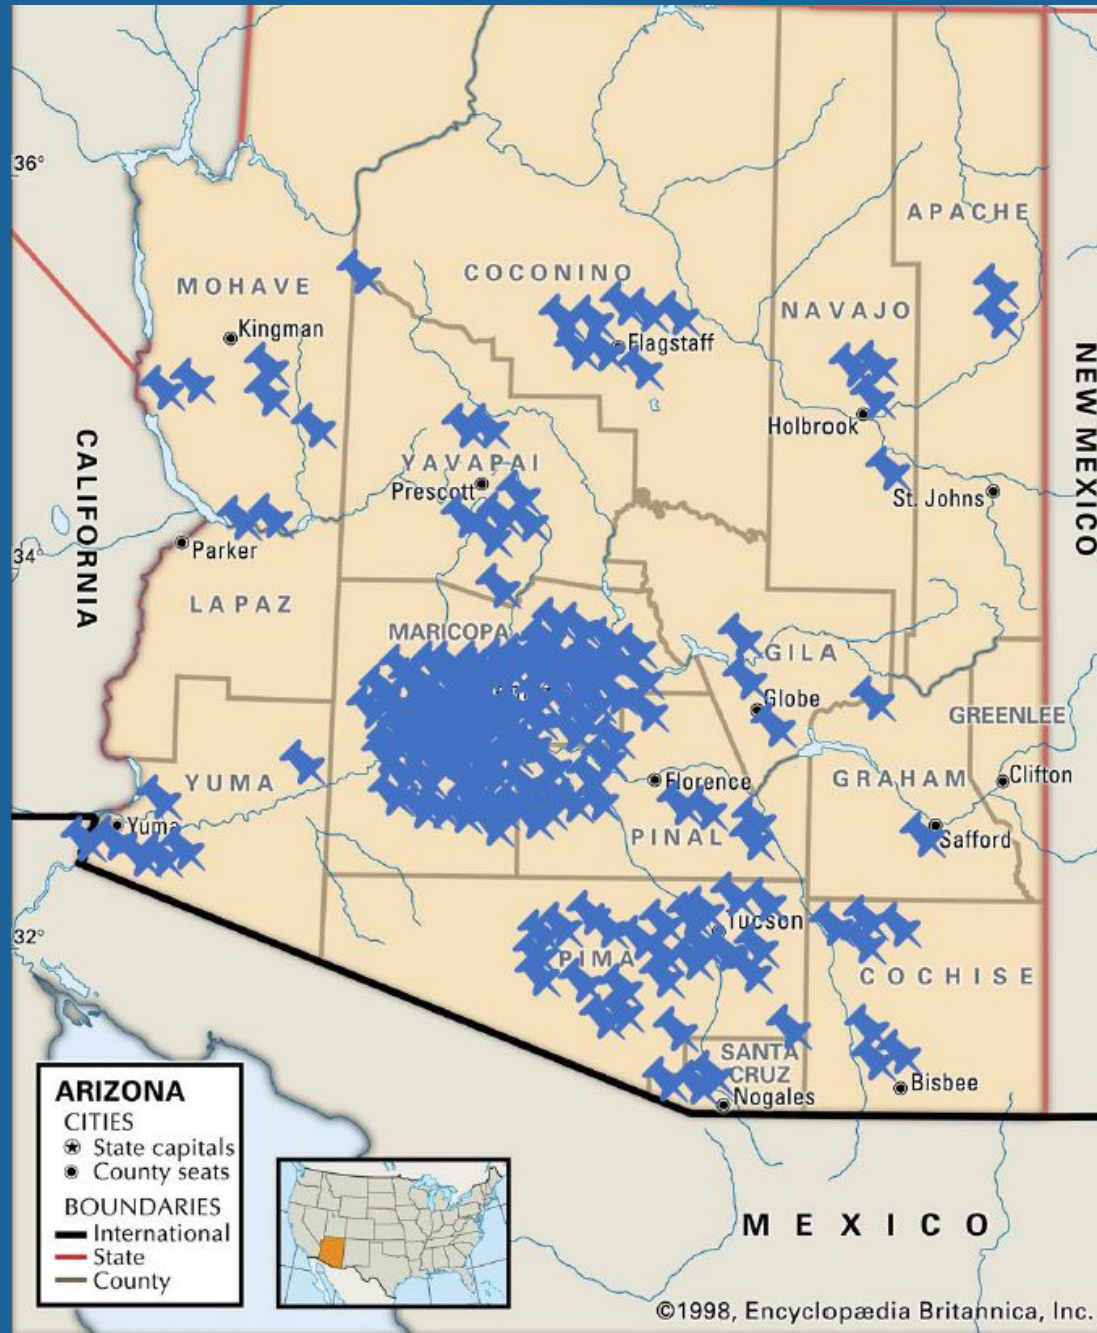 36°
APACHE
COCONINO
MOHAVE
NAVAJO
Kingman
Flagstaff
NEW MEXICO
Holbrook
CALIFORNIA
YAVAPAI
Prescott
St. Johns
34°
Parker
LA PAZ
MARICOPA
GILA
Globe
GREENLEE
YUMA
Florence
GRAHAM
Clifton
Yuma
PINAL
Safford
32°
Tucson
PIMA
COCHISE
SANTA
CRUZ
Bisbee
Nogales
ARIZONA
CITIES
State capitals
County seats
BOUNDARIES
International
State
County
MEXICO
©1998, Encyclopædia Britannica, Inc.